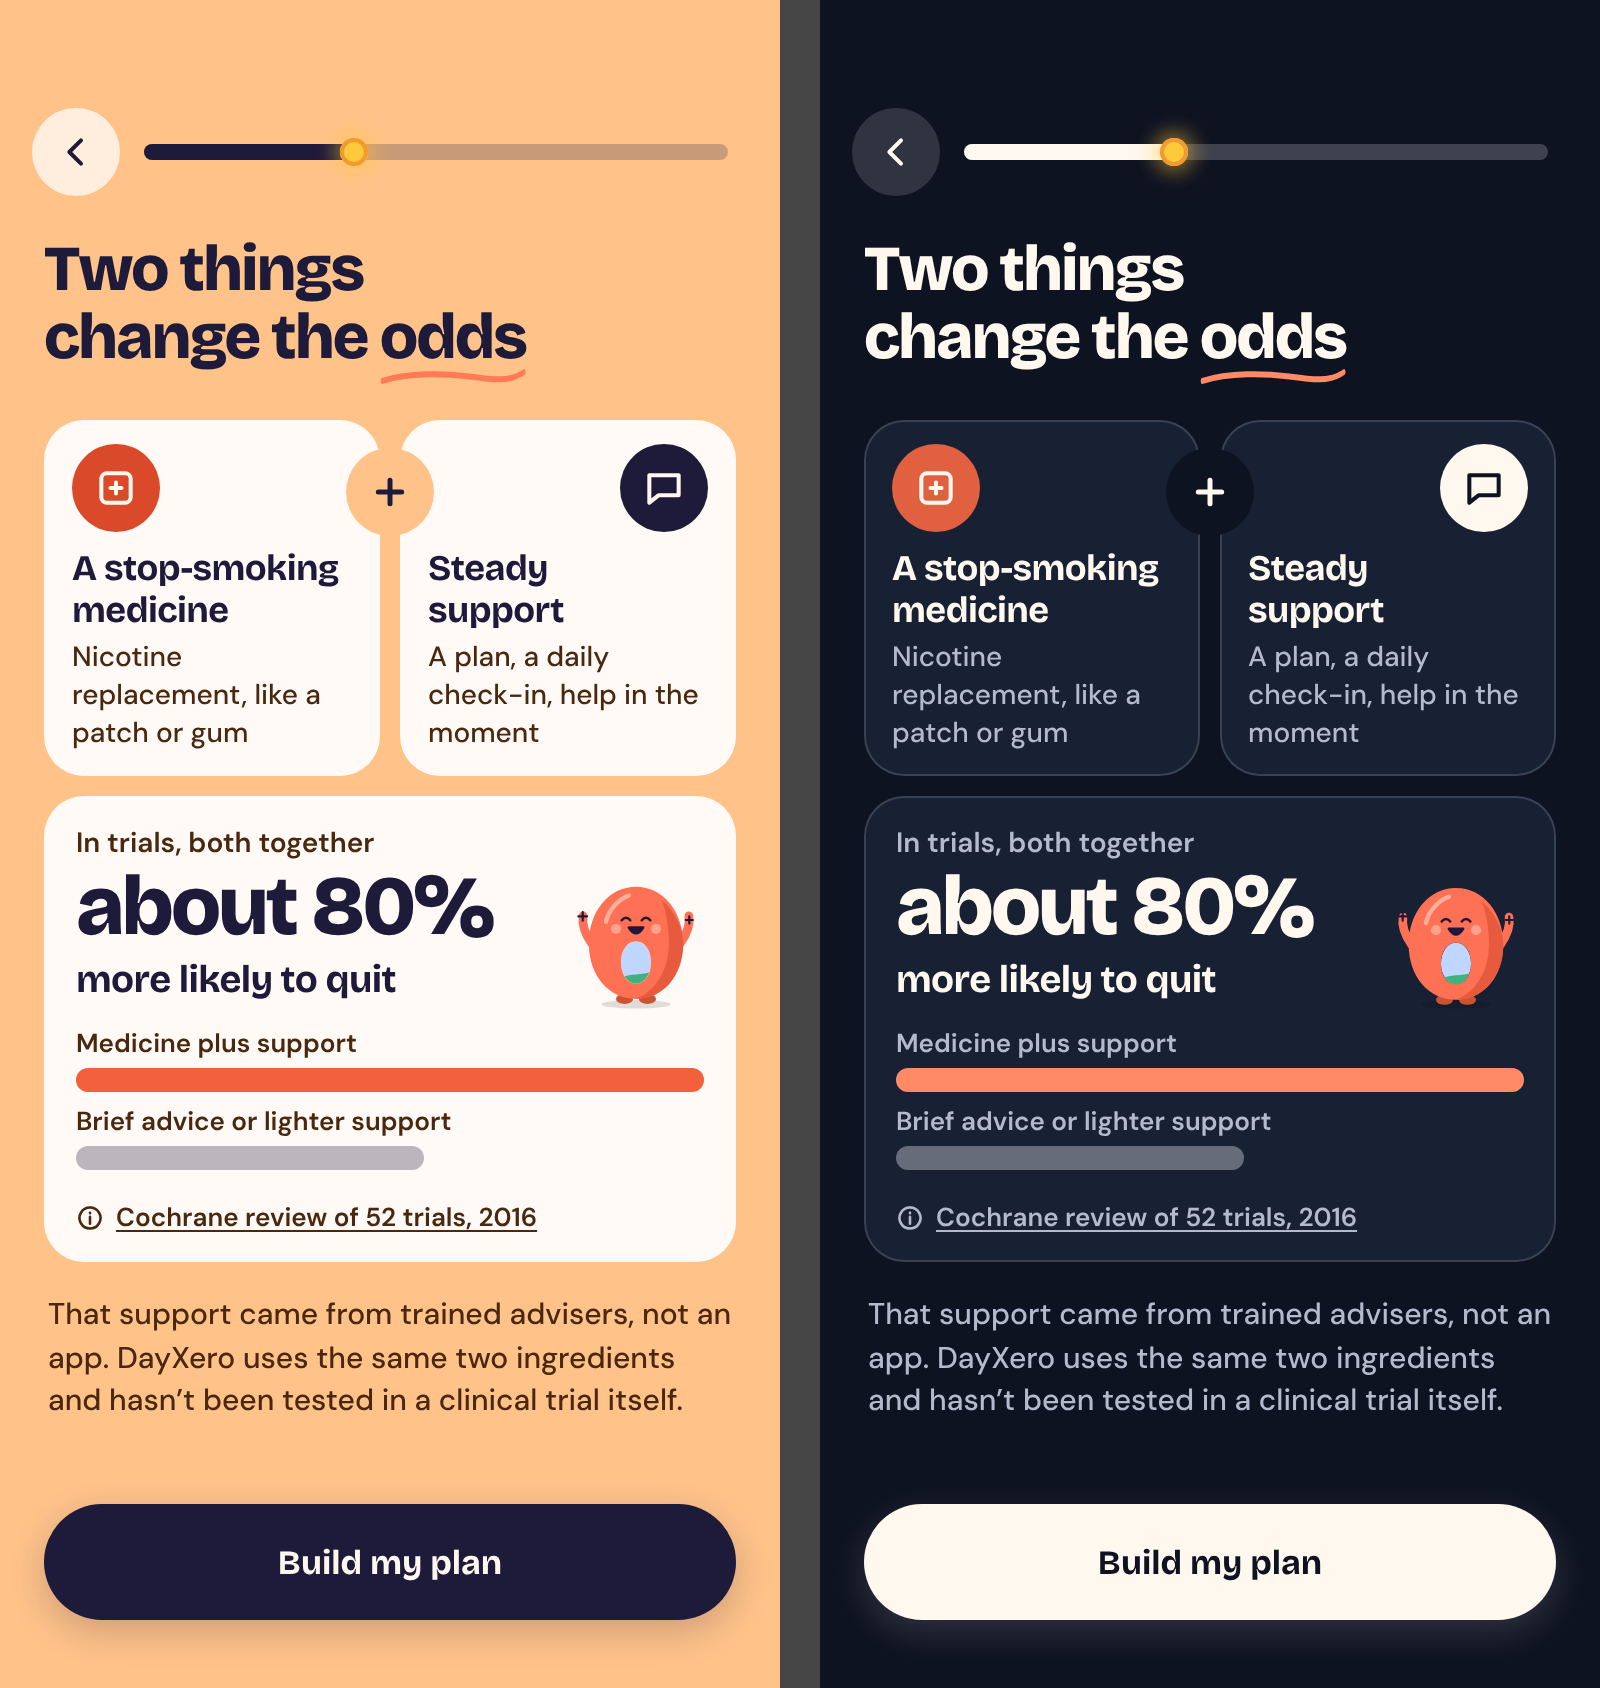 Two things
change the odds
A stop-smoking
medicine
Nicotine
replacement, like a
patch or gum
Steady
support
A plan, a daily
check-in, help in the
moment
In trials, both together
about 80%
more likely to quit
Medicine plus support
Brief advice or lighter support
Cochrane review of 52 trials, 2016
That support came from trained advisers, not an
app. DayXero uses the same two ingredients
and hasn’t been tested in a clinical trial itself.
Build my plan
Two things
change the odds
A stop-smoking
medicine
Nicotine
replacement, like a
patch or gum
Steady
support
A plan, a daily
check-in, help in the
moment
In trials, both together
about 80%
more likely to quit
Medicine plus support
Brief advice or lighter support
Cochrane review of 52 trials, 2016
That support came from trained advisers, not an
app. DayXero uses the same two ingredients
and hasn’t been tested in a clinical trial itself.
Build my plan